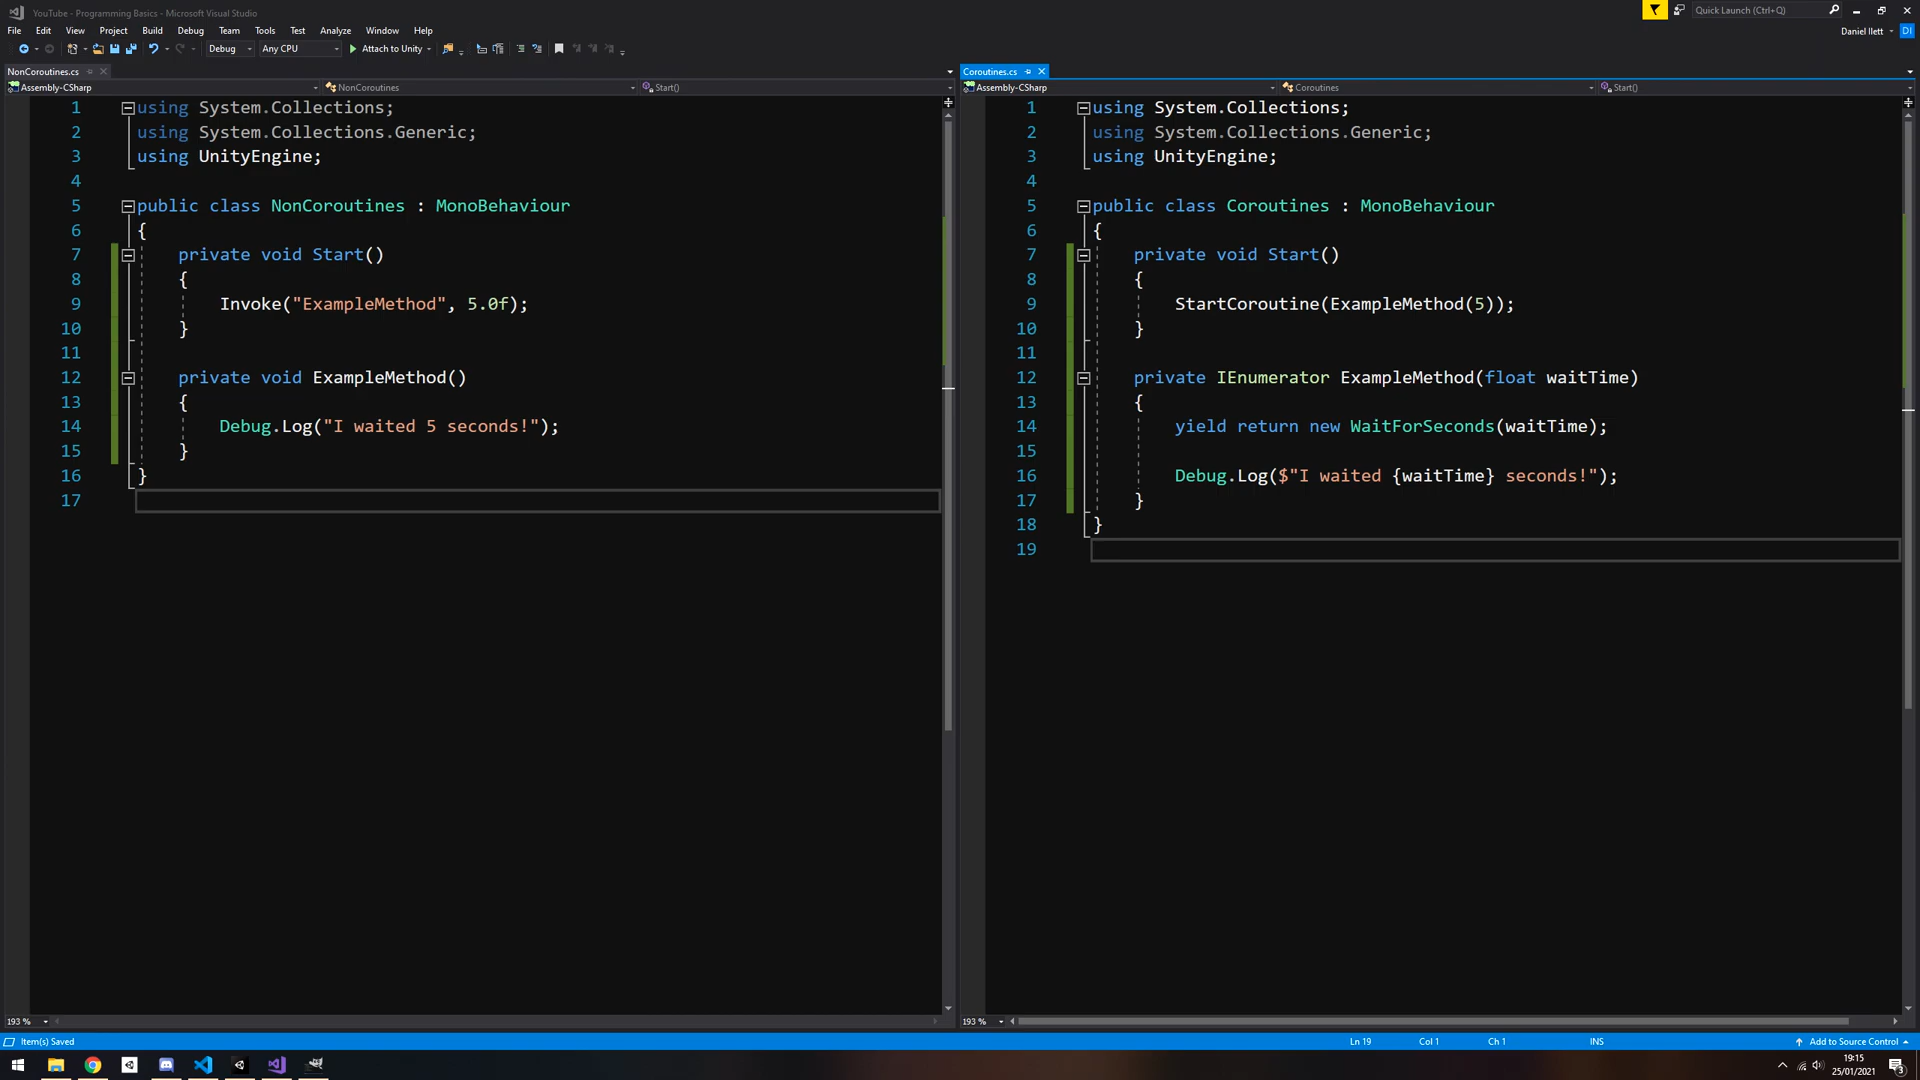 YouTube - Programming Basics - Microsoft Visual Studio
Quick Launch (Ctrl+Q)
File Edit View Project Build Debug Team Tools Test Analyze Window Help
Daniel Ilett DI
Debug Any CPU Attach to Unity
NonCoroutines.cs
Assembly-CSharp NonCoroutines Start()
1 using System.Collections;
2 using System.Collections.Generic;
3 using UnityEngine;
4
5 public class NonCoroutines : MonoBehaviour
6 {
7 private void Start()
8 {
9 Invoke("ExampleMethod", 5.0f);
10 }
11
12 private void ExampleMethod()
13 {
14 Debug.Log("I waited 5 seconds!");
15 }
16 }
17
193 %
Coroutines.cs
Assembly-CSharp Coroutines Start()
1 using System.Collections;
2 using System.Collections.Generic;
3 using UnityEngine;
4
5 public class Coroutines : MonoBehaviour
6 {
7 private void Start()
8 {
9 StartCoroutine(ExampleMethod(5));
10 }
11
12 private IEnumerator ExampleMethod(float waitTime)
13 {
14 yield return new WaitForSeconds(waitTime);
15
16 Debug.Log($"I waited {waitTime} seconds!");
17 }
18 }
19
193 %
Item(s) Saved Ln 19 Col 1 Ch 1 INS Add to Source Control
19:15
25/01/2021
3